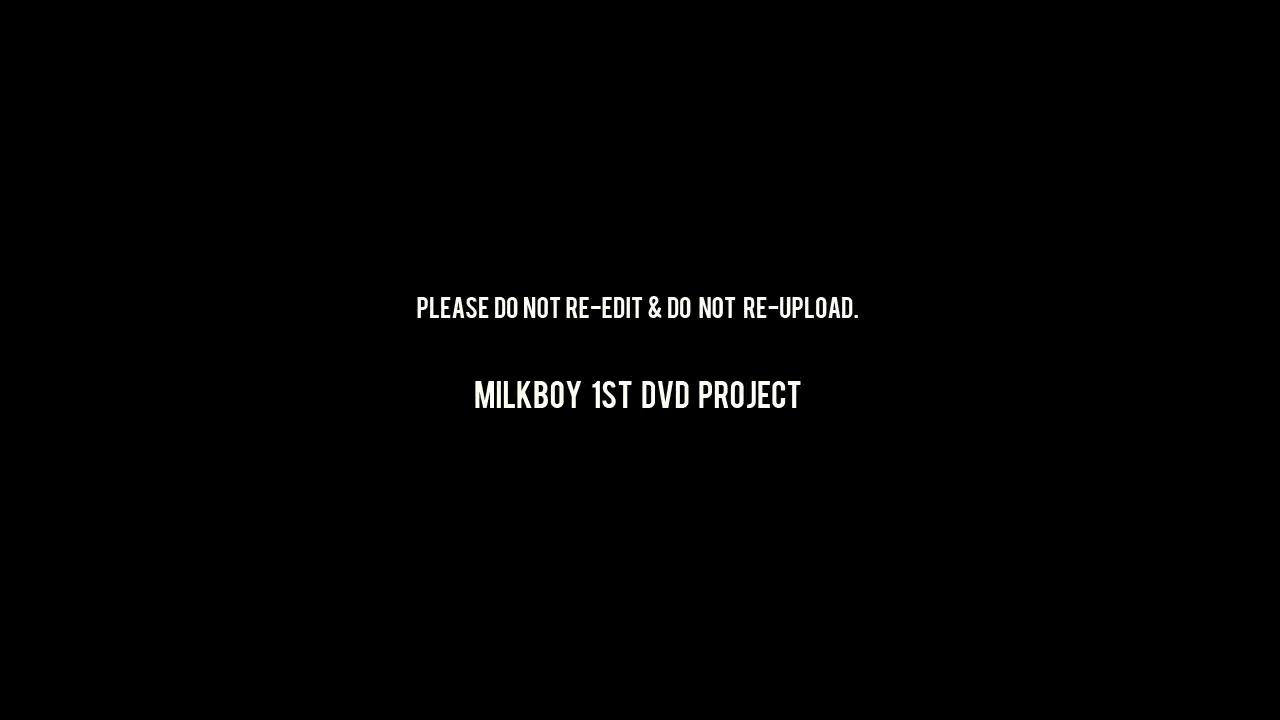 PLEASE DO NOT RE-EDIT & DO NOT RE-UPLOAD.
MILKBOY 1ST DVD PROJECT